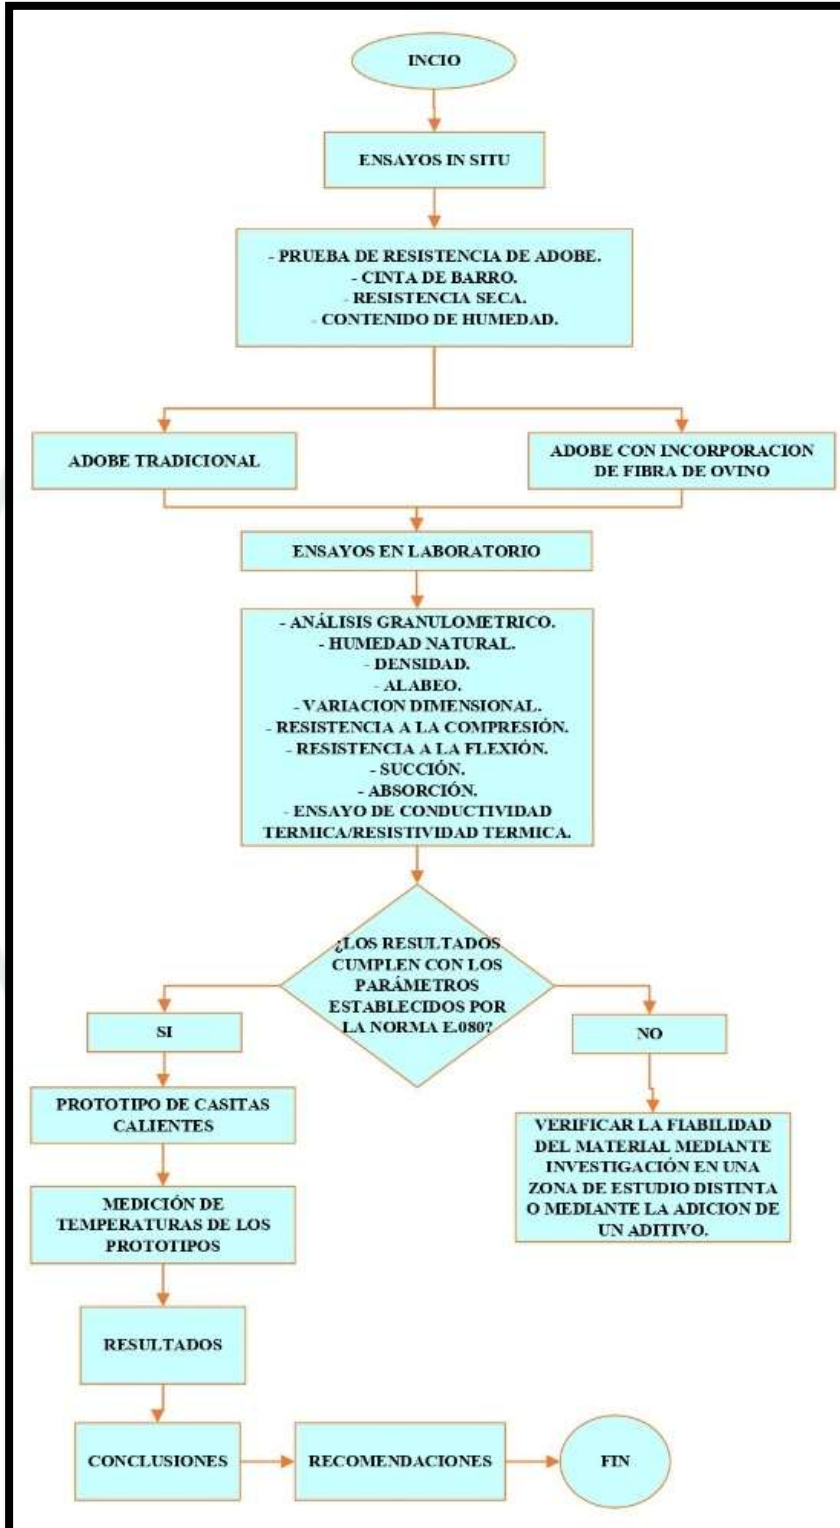 INCIO
ENSAYOS IN SITU
- PRUEBA DE RESISTENCIA DE ADOBE.
- CINTA DE BARRO.
- RESISTENCIA SECA.
- CONTENIDO DE HUMEDAD.
ADOBE TRADICIONAL
ADOBE CON INCORPORACION
DE FIBRA DE OVINO
ENSAYOS EN LABORATORIO
- ANÁLISIS GRANULOMETRICO.
- HUMEDAD NATURAL.
- DENSIDAD.
- ALABEO.
- VARIACION DIMENSIONAL.
- RESISTENCIA A LA COMPRESIÓN.
- RESISTENCIA A LA FLEXIÓN.
- SUCCIÓN.
- ABSORCIÓN.
- ENSAYO DE CONDUCTIVIDAD
TERMICA/RESISTIVIDAD TERMICA.
¿LOS RESULTADOS
CUMPLEN CON LOS
PARÁMETROS
ESTABLECIDOS POR
LA NORMA E.080?
SI
NO
PROTOTIPO DE CASITAS
CALIENTES
VERIFICAR LA FIABILIDAD
DEL MATERIAL MEDIANTE
INVESTIGACIÓN EN UNA
ZONA DE ESTUDIO DISTINTA
O MEDIANTE LA ADICION DE
UN ADITIVO.
MEDICIÓN DE
TEMPERATURAS DE LOS
PROTOTIPOS
RESULTADOS
CONCLUSIONES
RECOMENDACIONES
FIN